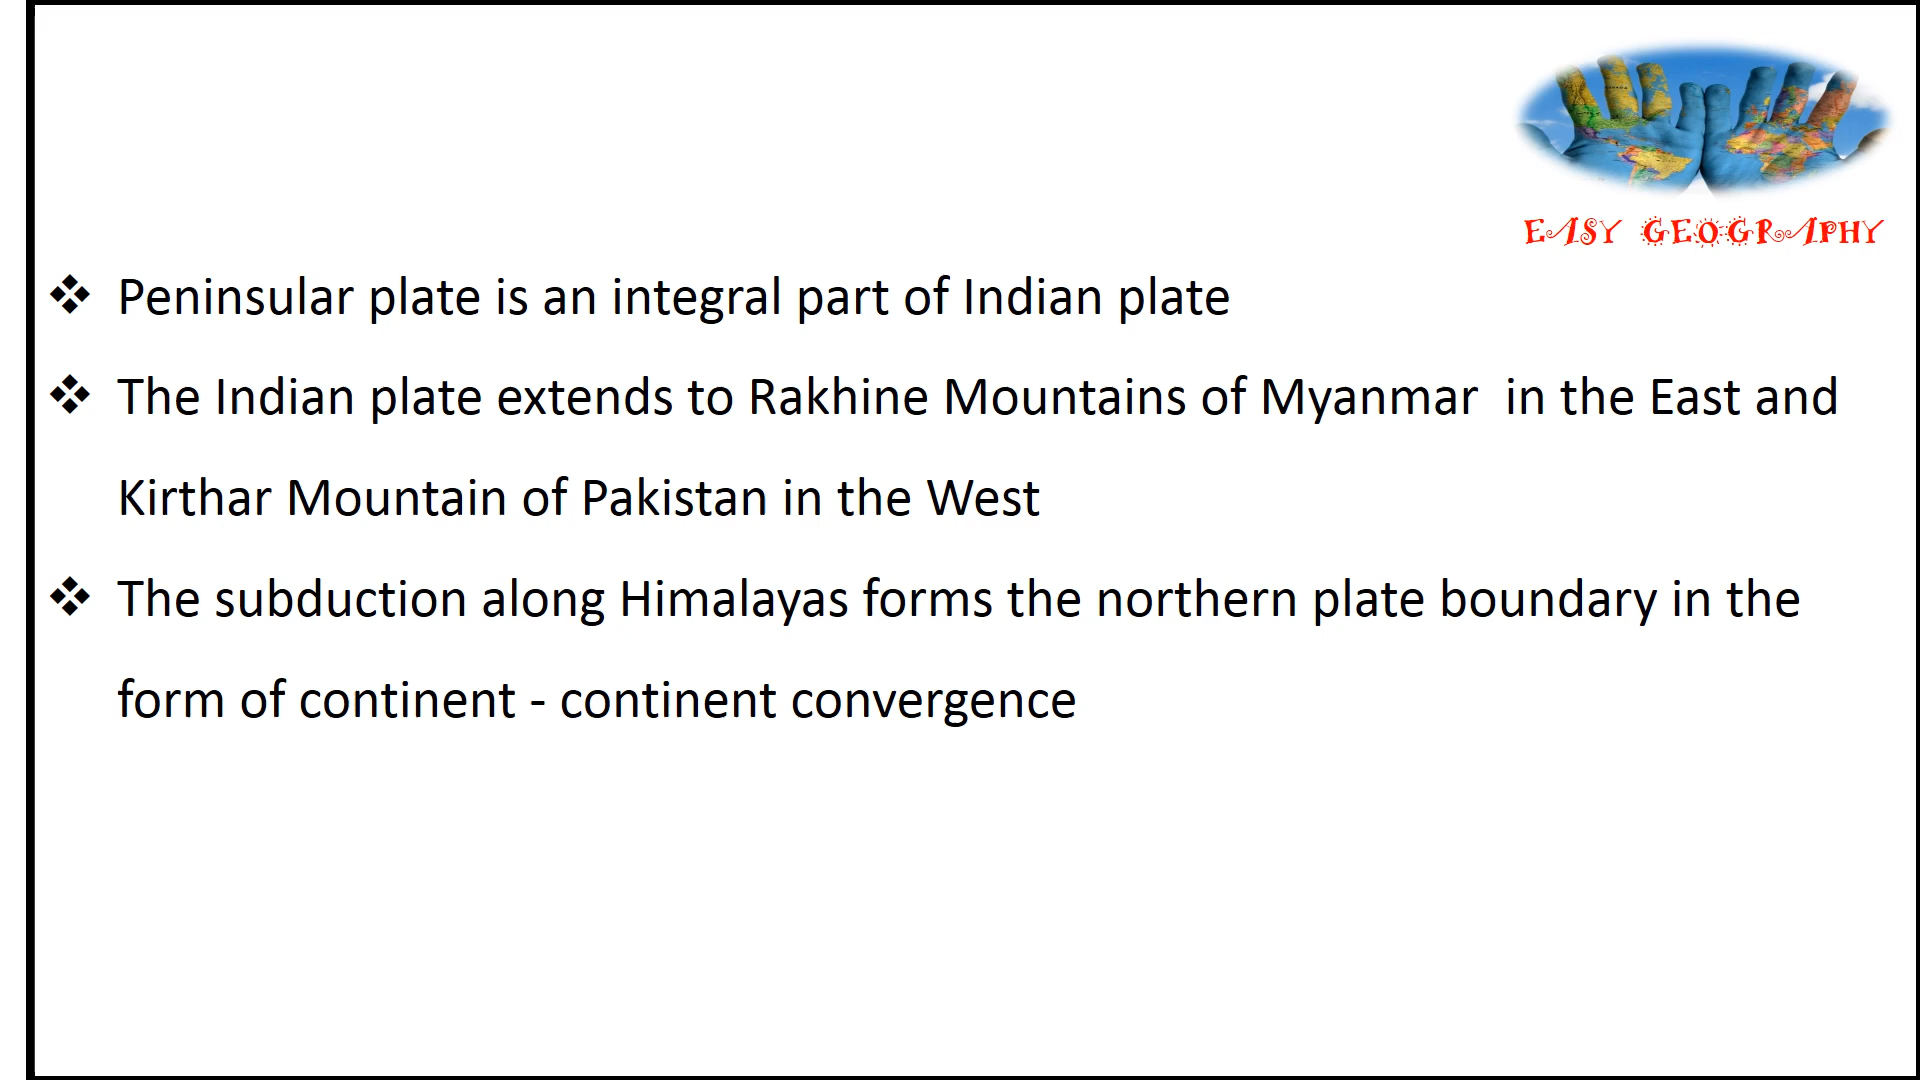 EASY GEOGRAPHY
❖ Peninsular plate is an integral part of Indian plate
❖ The Indian plate extends to Rakhine Mountains of Myanmar in the East and
Kirthar Mountain of Pakistan in the West
❖ The subduction along Himalayas forms the northern plate boundary in the
form of continent - continent convergence